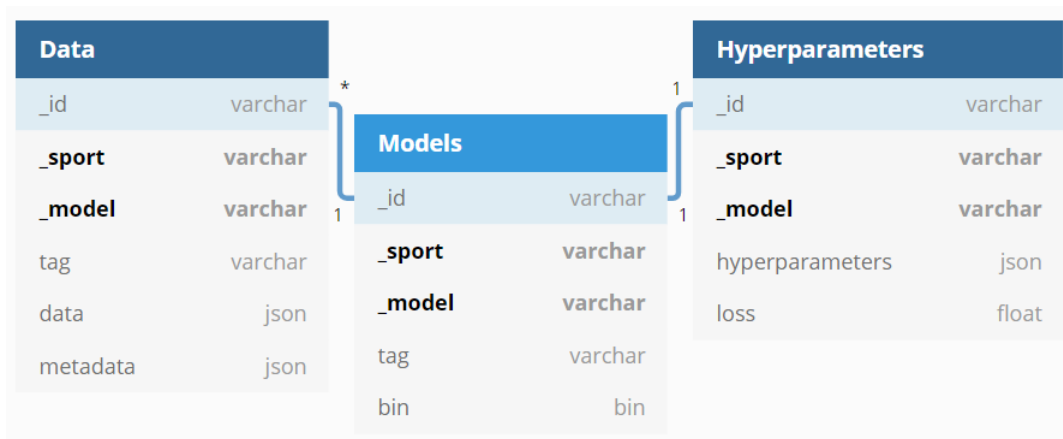 Data
_id varchar
_sport varchar
_model varchar
tag varchar
data json
metadata json
*
1
Models
_id varchar
_sport varchar
_model varchar
tag varchar
bin bin
1
1
Hyperparameters
_id varchar
_sport varchar
_model varchar
hyperparameters json
loss float